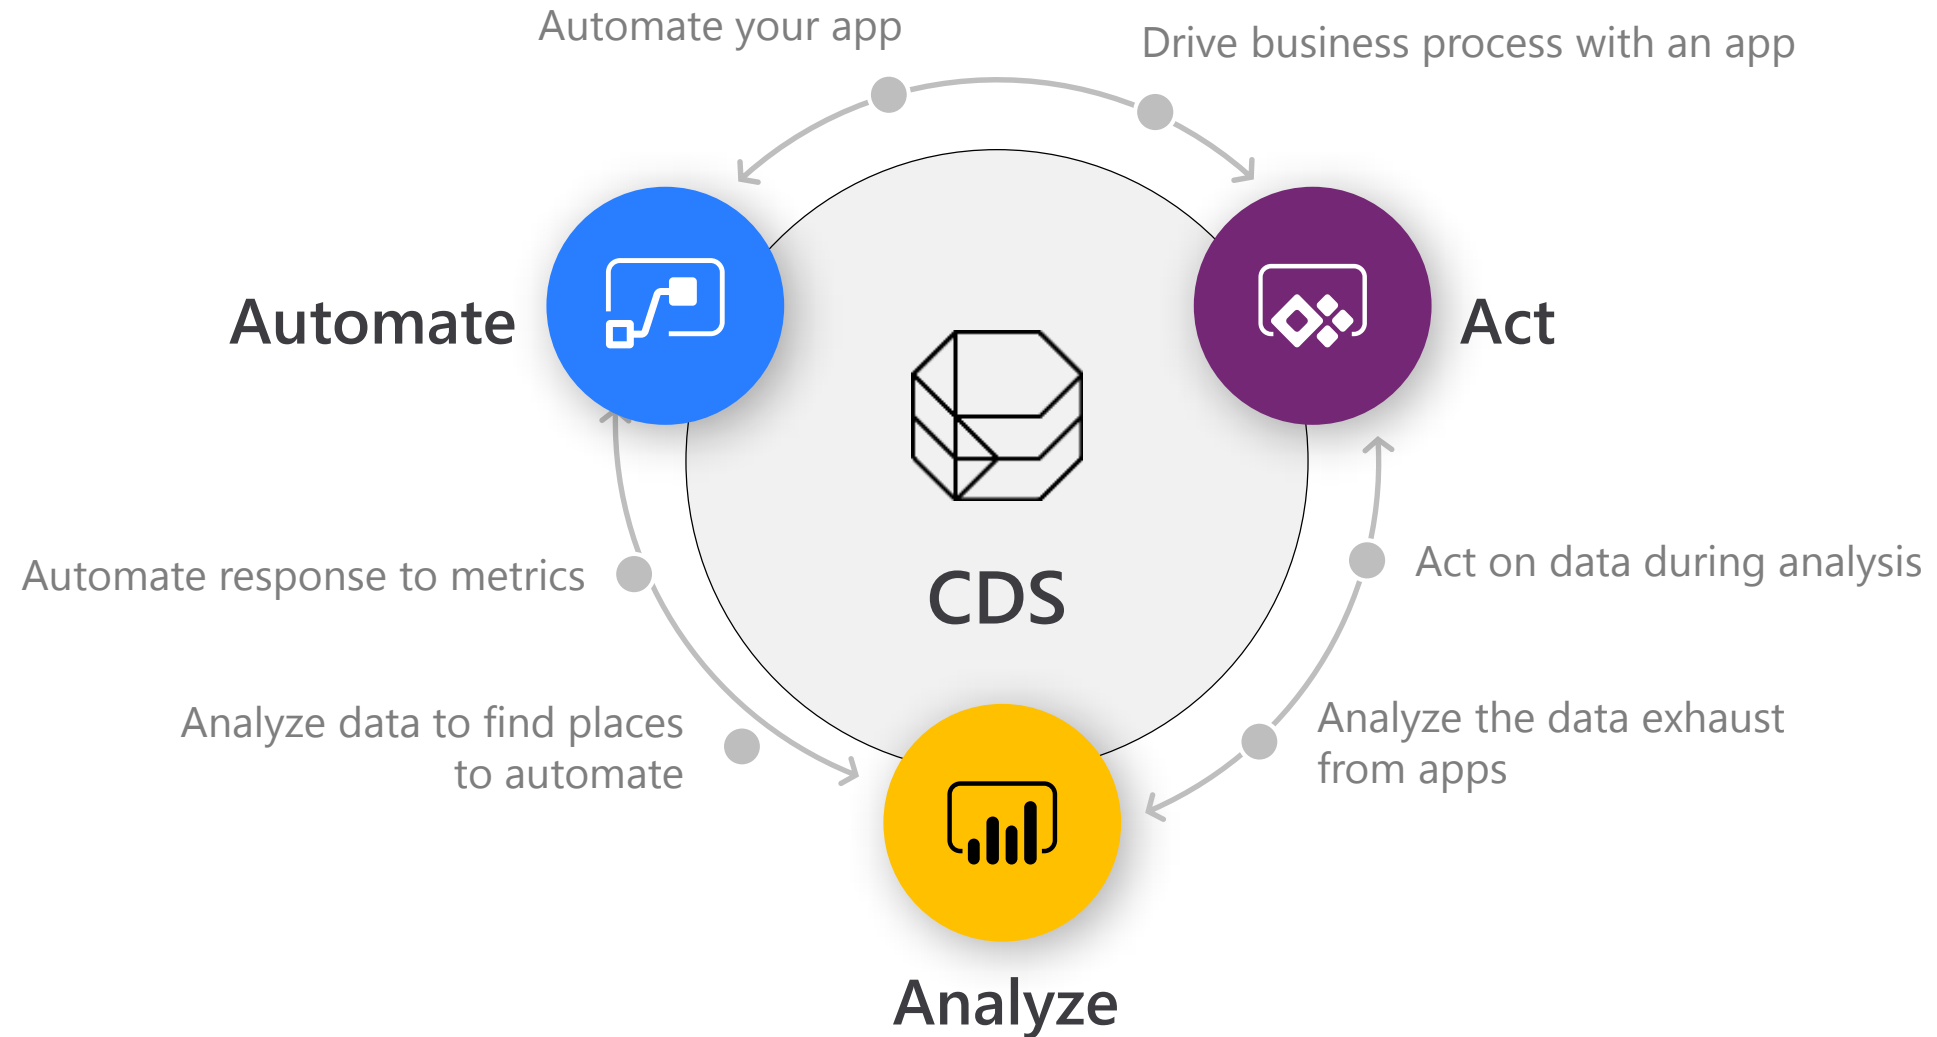 Automate your app
Drive business process with an app
Automate
Act
CDS
Automate response to metrics
Act on data during analysis
Analyze data to find places
to automate
Analyze the data exhaust
from apps
Analyze